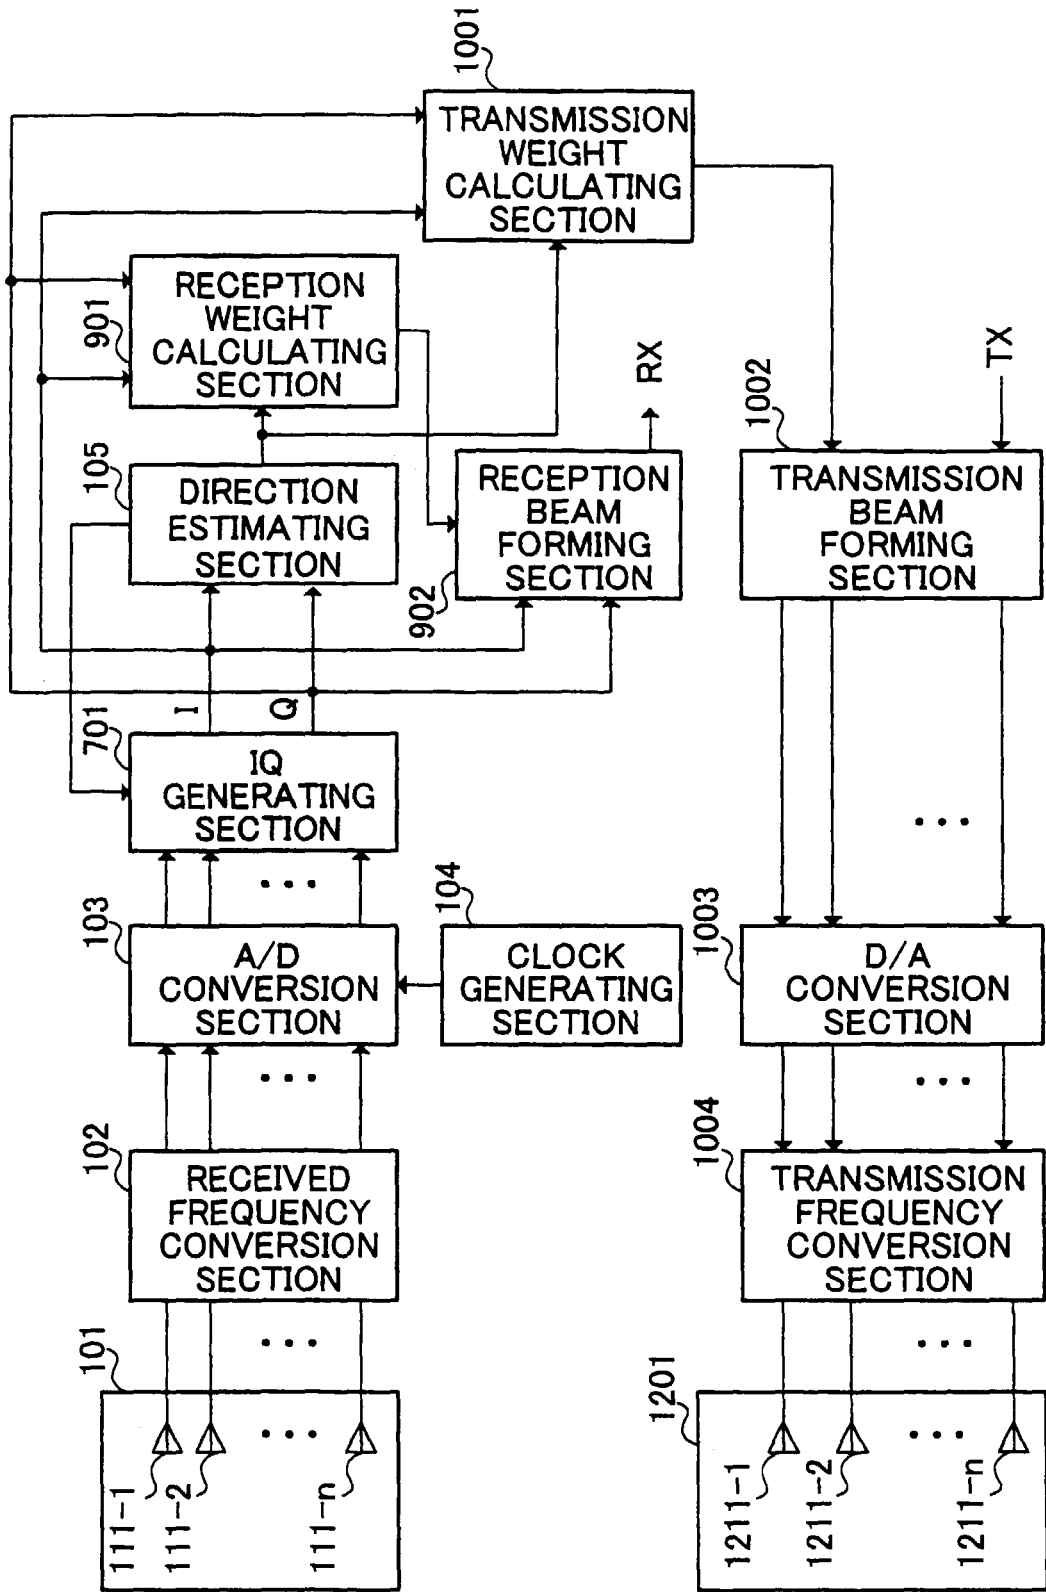 101
111-1
111-2
• • •
111-n
• • •
102
RECEIVED
FREQUENCY
CONVERSION
SECTION
• • •
103
A/D
CONVERSION
SECTION
104
CLOCK
GENERATING
SECTION
• • •
701
IQ
GENERATING
SECTION
I
Q
105
DIRECTION
ESTIMATING
SECTION
901
RECEPTION
WEIGHT
CALCULATING
SECTION
902
RECEPTION
BEAM
FORMING
SECTION
RX
1001
TRANSMISSION
WEIGHT
CALCULATING
SECTION
1201
1211-1
1211-2
• • •
1211-n
• • •
1004
TRANSMISSION
FREQUENCY
CONVERSION
SECTION
• • •
1003
D/A
CONVERSION
SECTION
• • •
1002
TRANSMISSION
BEAM
FORMING
SECTION
TX